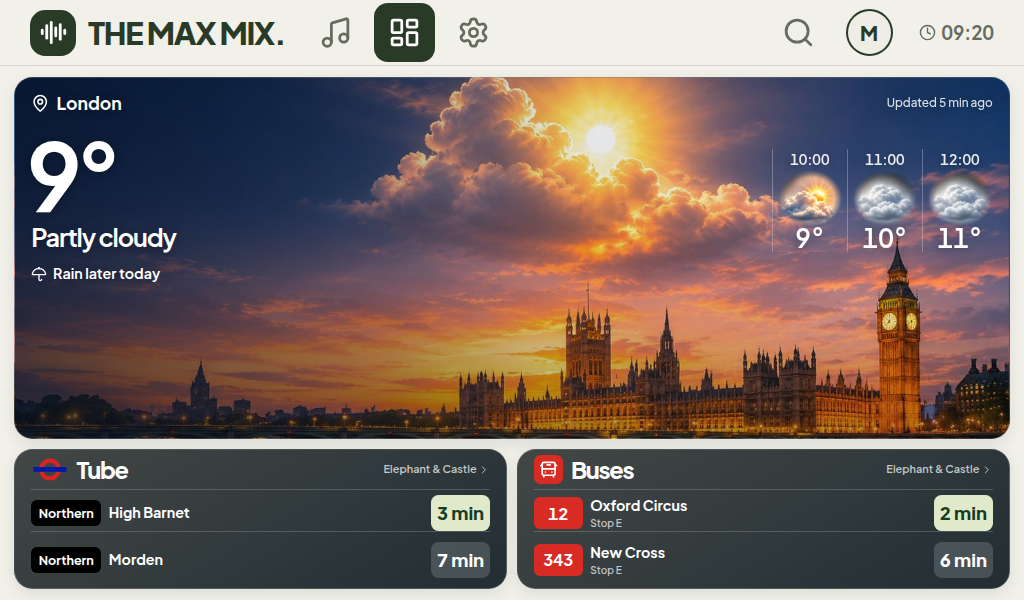 THE MAX MIX.
M
09:20
London
Updated 5 min ago
9°
Partly cloudy
Rain later today
10:00
11:00
12:00
9°
10°
11°
Tube
Elephant & Castle
Northern
High Barnet
3 min
Northern
Morden
7 min
Buses
Elephant & Castle
12
Oxford Circus
Stop E
2 min
343
New Cross
Stop E
6 min